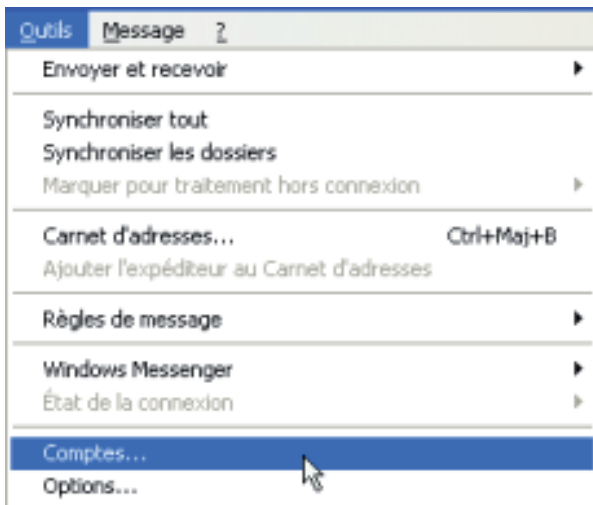 Outils Message ?
Envoyer et recevoir
Synchroniser tout
Synchroniser les dossiers
Marquer pour traitement hors connexion
Carnet d'adresses... Ctrl+Maj+B
Ajouter l'expéditeur au Carnet d'adresses
Règles de message
Windows Messenger
État de la connexion
Comptes...
Options...